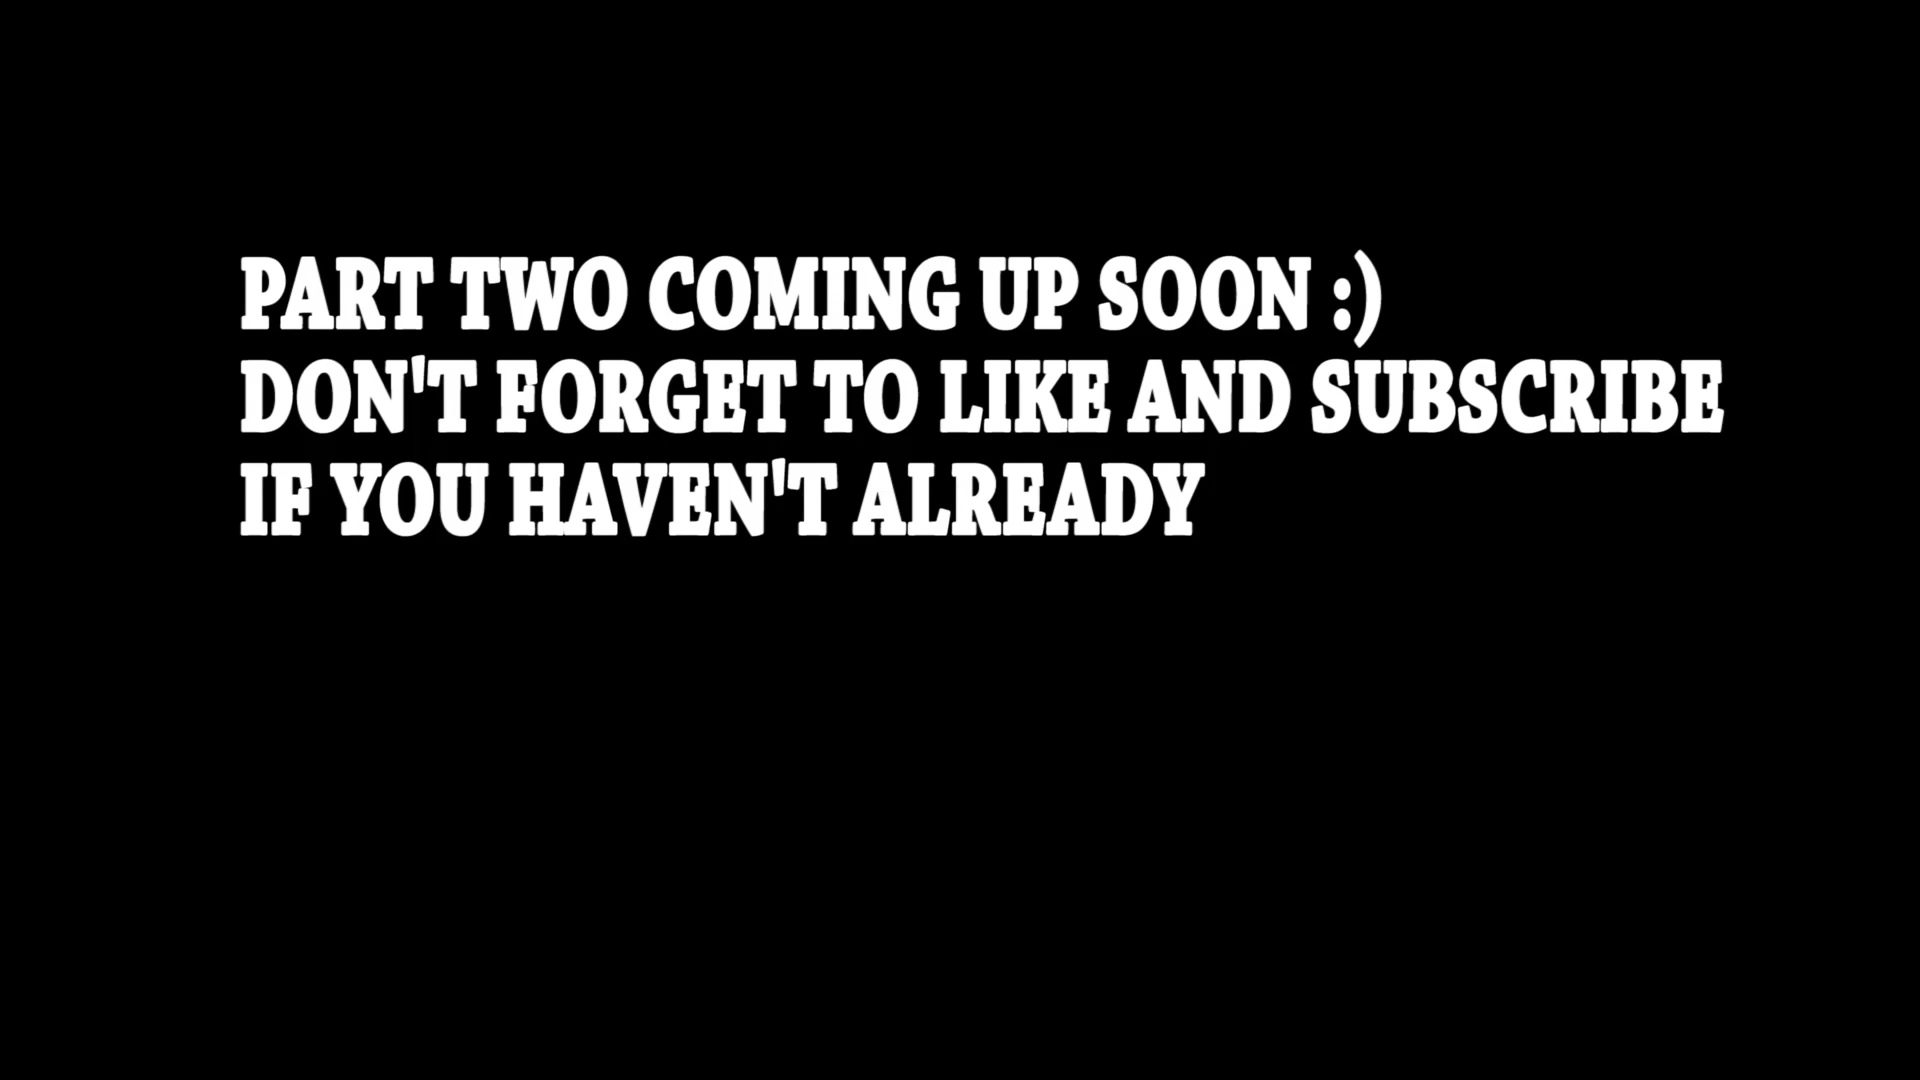 PART TWO COMING UP SOON :)
DON'T FORGET TO LIKE AND SUBSCRIBE
IF YOU HAVEN'T ALREADY